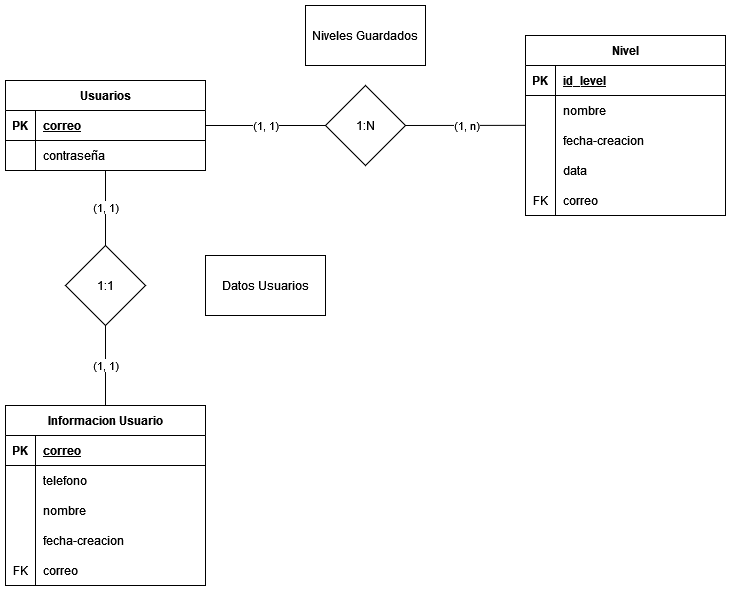 Niveles Guardados
Nivel
PK id_level
nombre
fecha-creacion
data
FK correo
Usuarios
PK correo
contraseña
(1, 1)
1:N
(1, n)
(1, 1)
1:1
Datos Usuarios
(1, 1)
Informacion Usuario
PK correo
telefono
nombre
fecha-creacion
FK correo